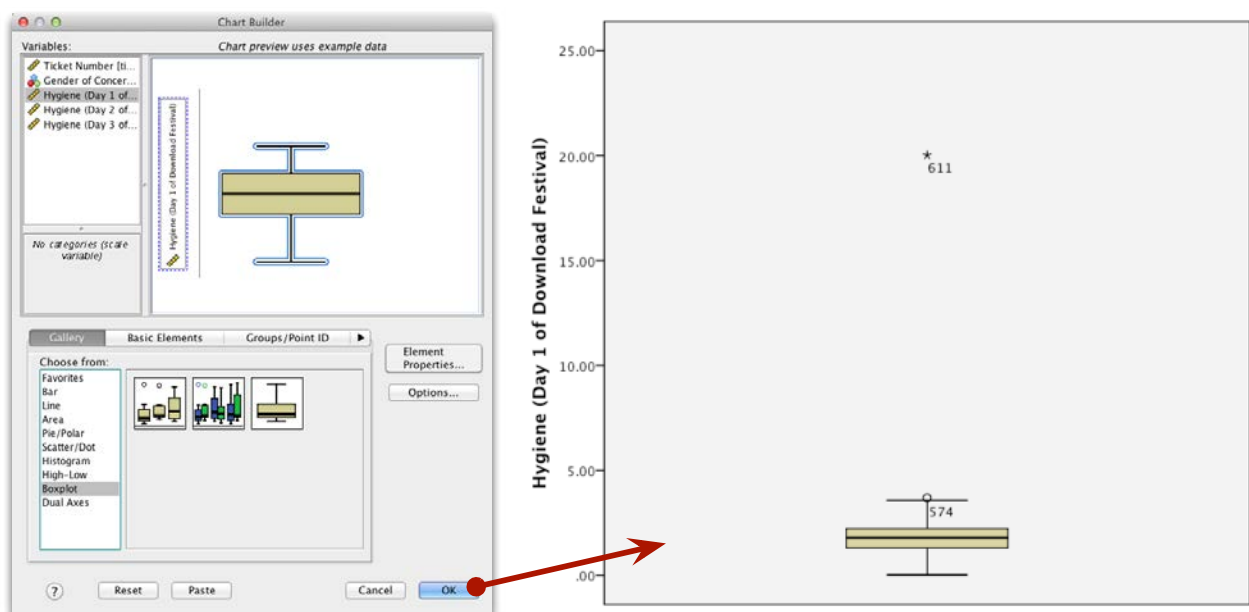 Chart Builder
Variables:
Chart preview uses example data
Ticket Number [ti...
Gender of Concer...
Hygiene (Day 1 of...
Hygiene (Day 2 of...
Hygiene (Day 3 of...
No categories (scale
variable)
Hygiene (Day 1 of Download Festival)
Gallery
Basic Elements
Groups/Point ID
Choose from:
Favorites
Bar
Line
Area
Pie/Polar
Scatter/Dot
Histogram
High-Low
Boxplot
Dual Axes
Element
Properties...
Options...
?
Reset
Paste
Cancel
OK
Hygiene (Day 1 of Download Festival)
25.00
20.00
15.00
10.00
5.00
.00
611
574